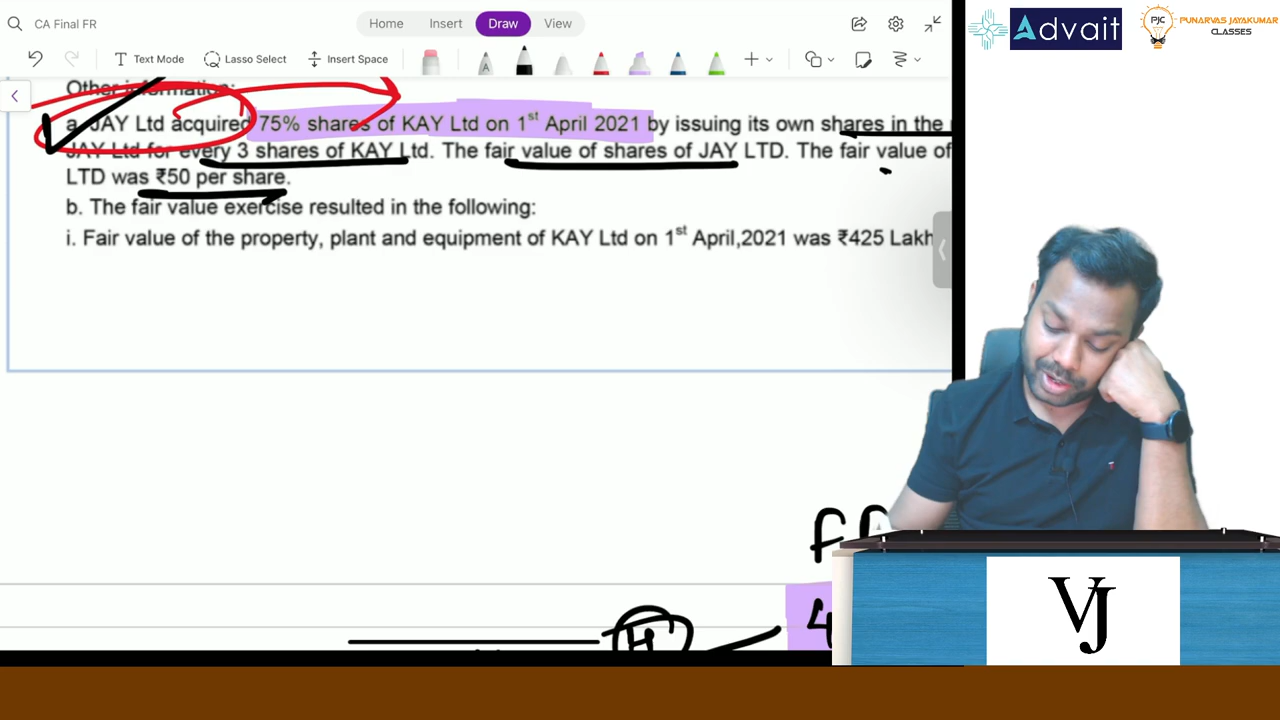 CA Final FR
Home Insert Draw View
Advait
PJC PUNARVAS JAYAKUMAR
CLASSES
Text Mode Lasso Select Insert Space
Other information:
a. JAY Ltd acquired 75% shares of KAY Ltd on 1st April 2021 by issuing its own shares in the
JAY Ltd for every 3 shares of KAY Ltd. The fair value of shares of JAY LTD. The fair value of
LTD was ₹50 per share.
b. The fair value exercise resulted in the following:
i. Fair value of the property, plant and equipment of KAY Ltd on 1st April,2021 was ₹425 Lakh
H
4
VJ